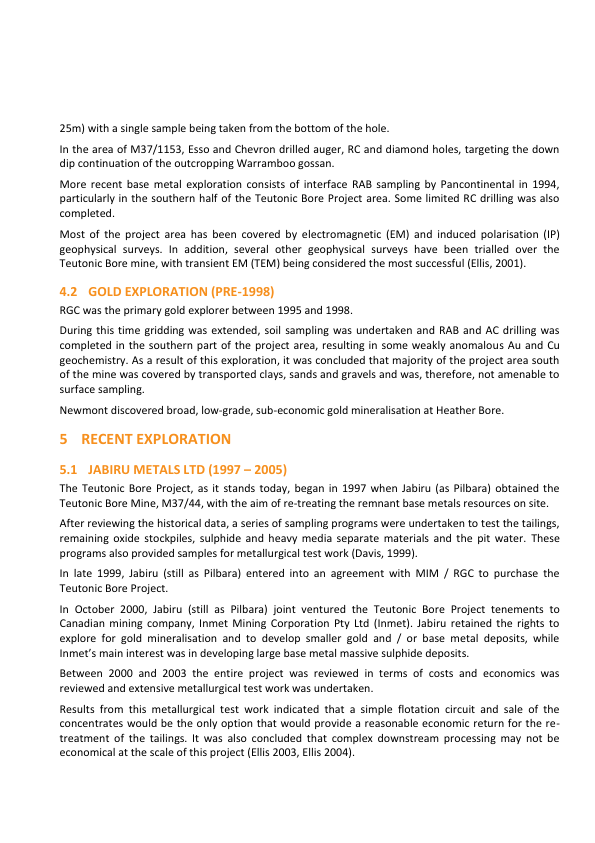 25m) with a single sample being taken from the bottom of the hole.
In the area of M37/1153, Esso and Chevron drilled auger, RC and diamond holes, targeting the down
dip continuation of the outcropping Warramboo gossan.
More recent base metal exploration consists of interface RAB sampling by Pancontinental in 1994,
particularly in the southern half of the Teutonic Bore Project area. Some limited RC drilling was also
completed.
Most of the project area has been covered by electromagnetic (EM) and induced polarisation (IP)
geophysical surveys. In addition, several other geophysical surveys have been trialled over the
Teutonic Bore mine, with transient EM (TEM) being considered the most successful (Ellis, 2001).
4.2 GOLD EXPLORATION (PRE-1998)
RGC was the primary gold explorer between 1995 and 1998.
During this time gridding was extended, soil sampling was undertaken and RAB and AC drilling was
completed in the southern part of the project area, resulting in some weakly anomalous Au and Cu
geochemistry. As a result of this exploration, it was concluded that majority of the project area south
of the mine was covered by transported clays, sands and gravels and was, therefore, not amenable to
surface sampling.
Newmont discovered broad, low-grade, sub-economic gold mineralisation at Heather Bore.
5 RECENT EXPLORATION
5.1 JABIRU METALS LTD (1997 – 2005)
The Teutonic Bore Project, as it stands today, began in 1997 when Jabiru (as Pilbara) obtained the
Teutonic Bore Mine, M37/44, with the aim of re-treating the remnant base metals resources on site.
After reviewing the historical data, a series of sampling programs were undertaken to test the tailings,
remaining oxide stockpiles, sulphide and heavy media separate materials and the pit water. These
programs also provided samples for metallurgical test work (Davis, 1999).
In late 1999, Jabiru (still as Pilbara) entered into an agreement with MIM / RGC to purchase the
Teutonic Bore Project.
In October 2000, Jabiru (still as Pilbara) joint ventured the Teutonic Bore Project tenements to
Canadian mining company, Inmet Mining Corporation Pty Ltd (Inmet). Jabiru retained the rights to
explore for gold mineralisation and to develop smaller gold and / or base metal deposits, while
Inmet's main interest was in developing large base metal massive sulphide deposits.
Between 2000 and 2003 the entire project was reviewed in terms of costs and economics was
reviewed and extensive metallurgical test work was undertaken.
Results from this metallurgical test work indicated that a simple flotation circuit and sale of the
concentrates would be the only option that would provide a reasonable economic return for the re-
treatment of the tailings. It was also concluded that complex downstream processing may not be
economical at the scale of this project (Ellis 2003, Ellis 2004).